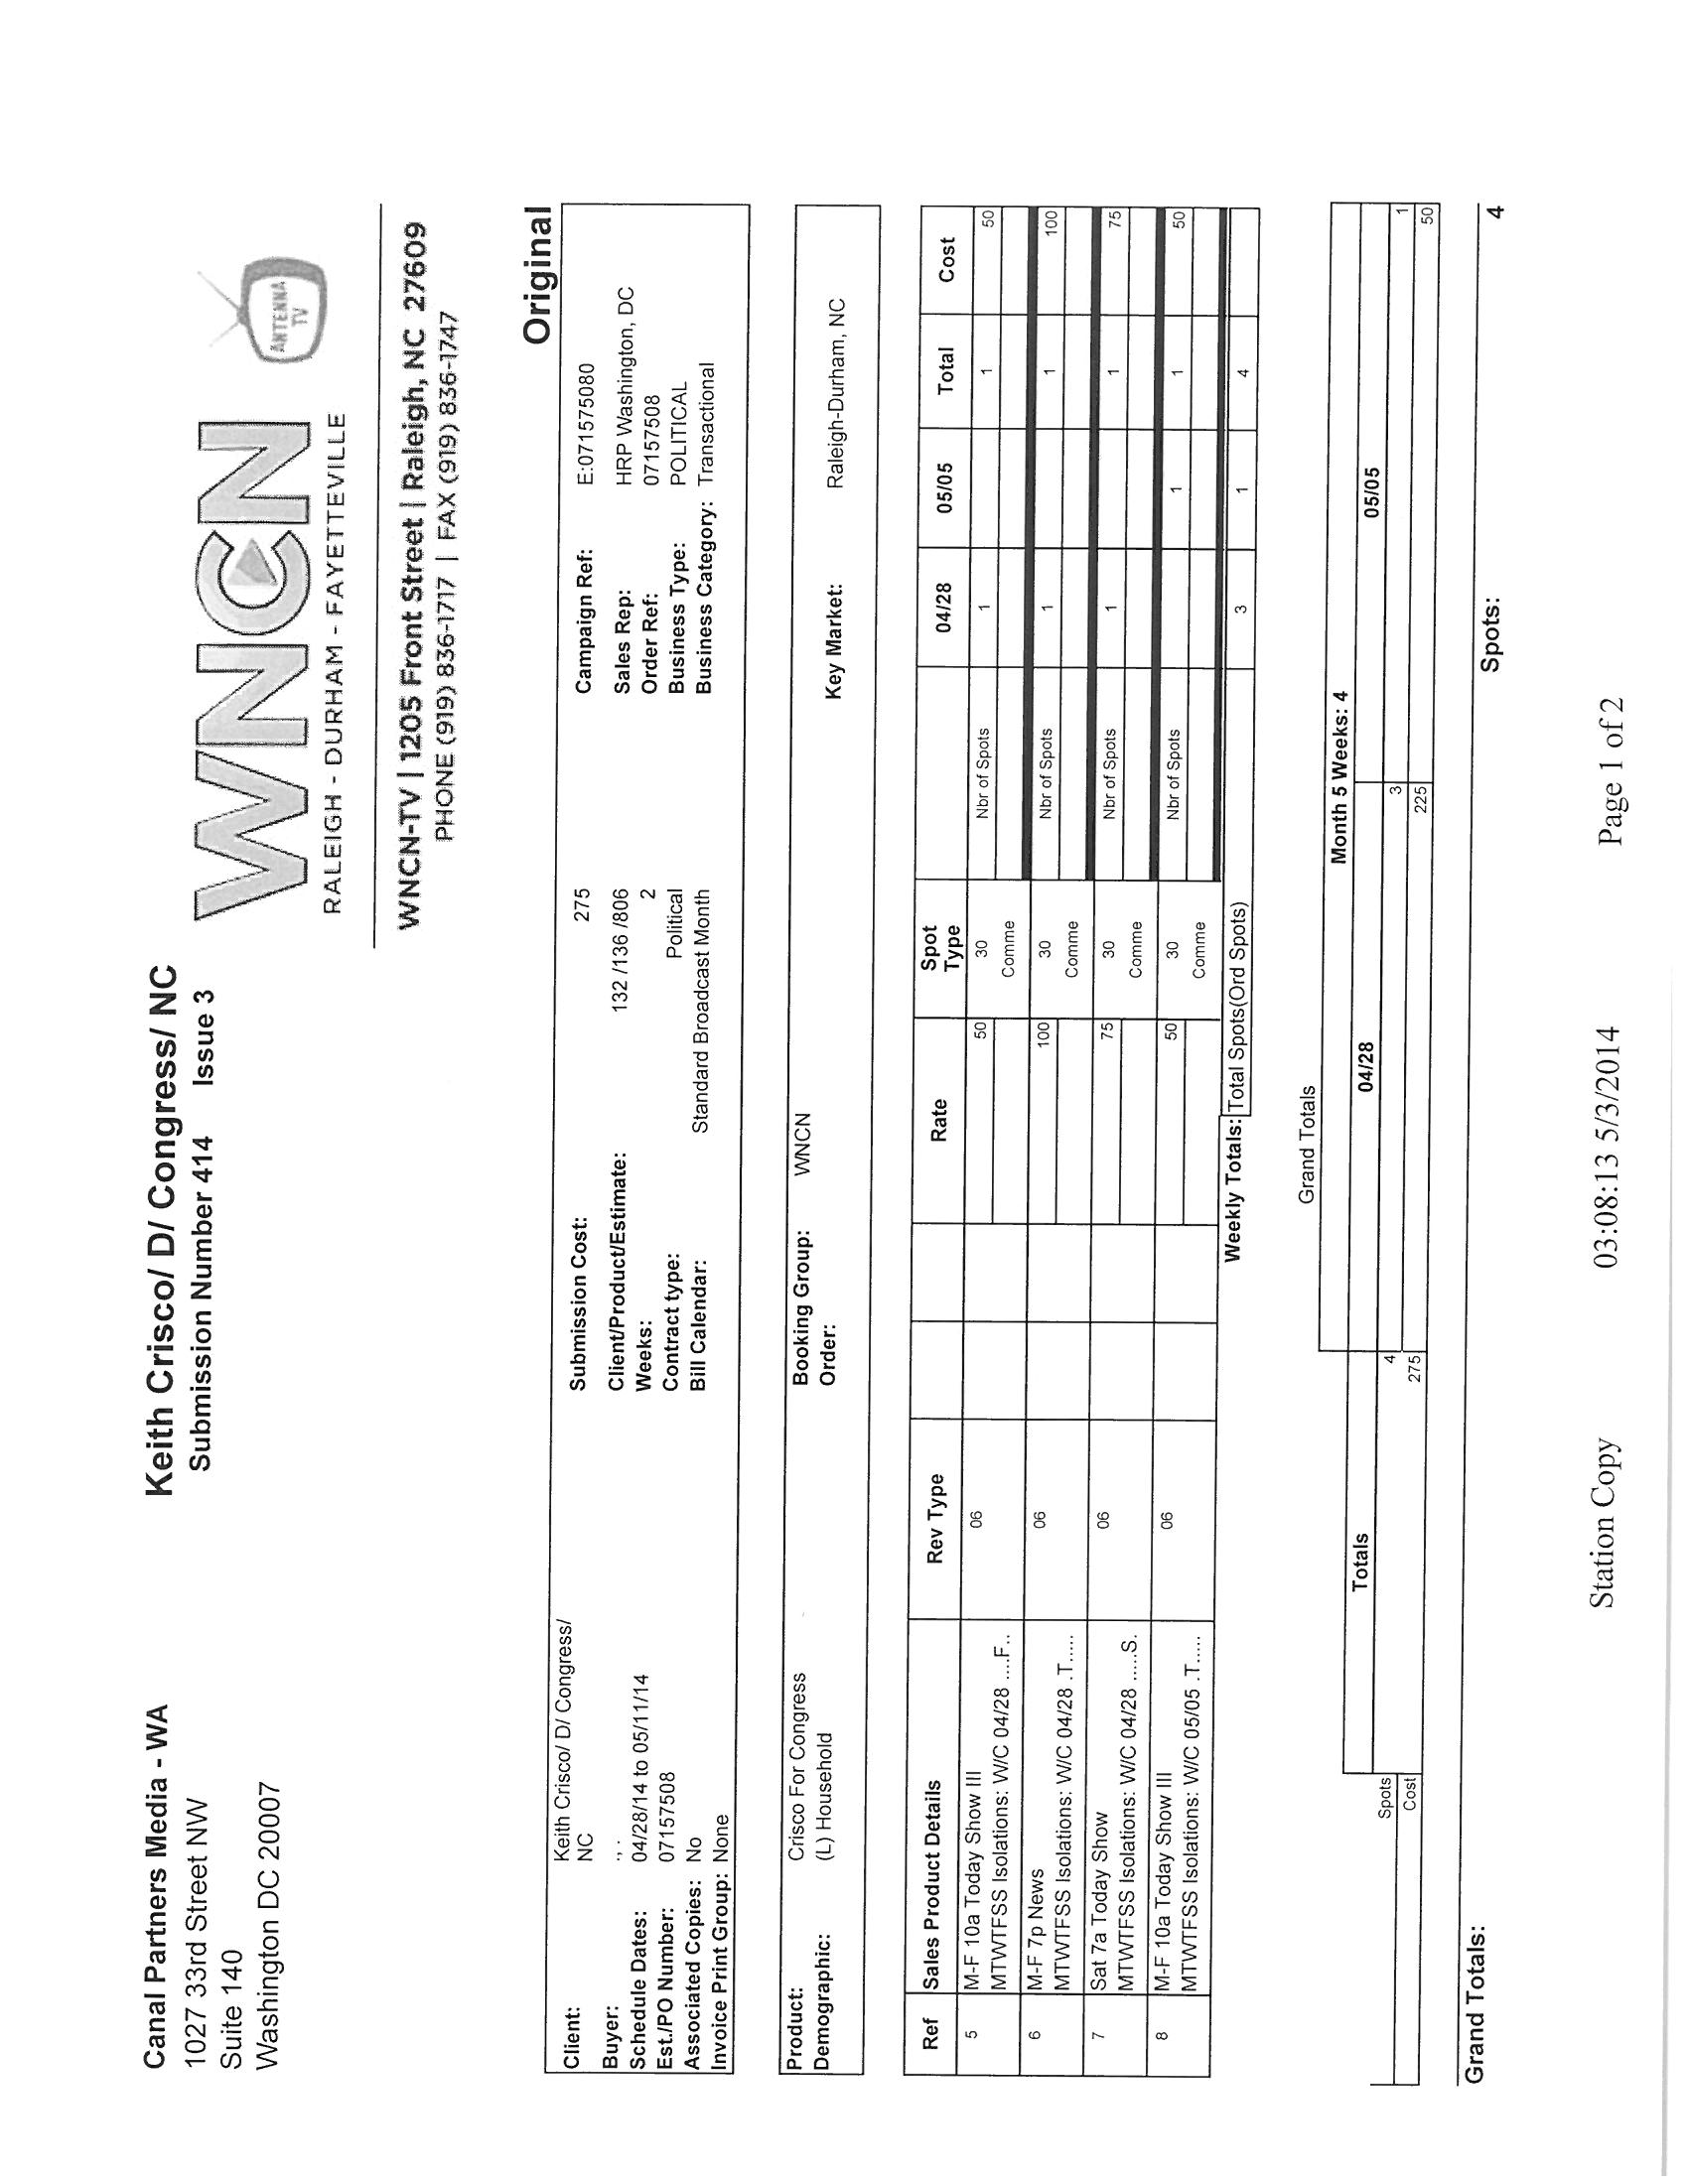 Canal Partners Media - WA
1027 33rd Street NW
Suite 140
Washington DC 20007
Keith Crisco/ D/ Congress/ NC
Submission Number 414 Issue 3
WNCN
RALEIGH - DURHAM - FAYETTEVILLE
ANTENNA
TV
WNCN-TV | 1205 Front Street | Raleigh, NC 27609
PHONE (919) 836-1717 | FAX (919) 836-1747
Original
Client: Keith Crisco/ D/ Congress/
NC
Buyer: ., .
Schedule Dates: 04/28/14 to 05/11/14
Est./PO Number: 07157508
Associated Copies: No
Invoice Print Group: None
Submission Cost: 275
Client/Product/Estimate: 132 /136 /806
Weeks: 2
Contract type: Political
Bill Calendar: Standard Broadcast Month
Campaign Ref: E:071575080
Sales Rep: HRP Washington, DC
Order Ref: 07157508
Business Type: POLITICAL
Business Category: Transactional
Product: Crisco For Congress
Demographic: (L) Household
Booking Group: WNCN
Order:
Key Market: Raleigh-Durham, NC
Ref Sales Product Details Rev Type Rate Spot Type 04/28 05/05 Total Cost
5 M-F 10a Today Show III 06 50 30 Nbr of Spots 1 1 50
MTWTFSS Isolations: W/C 04/28 ....F.. Comme
6 M-F 7p News 06 100 30 Nbr of Spots 1 1 100
MTWTFSS Isolations: W/C 04/28 .T..... Comme
7 Sat 7a Today Show 06 75 30 Nbr of Spots 1 1 75
MTWTFSS Isolations: W/C 04/28 .....S. Comme
8 M-F 10a Today Show III 06 50 30 Nbr of Spots 1 1 50
MTWTFSS Isolations: W/C 05/05 .T..... Comme
Weekly Totals: Total Spots(Ord Spots) 3 1 4
Grand Totals
Month 5 Weeks: 4
Totals 04/28 05/05
Spots 4 3 1
Cost 275 225 50
Grand Totals: Spots: 4
Station Copy 03:08:13 5/3/2014 Page 1 of 2